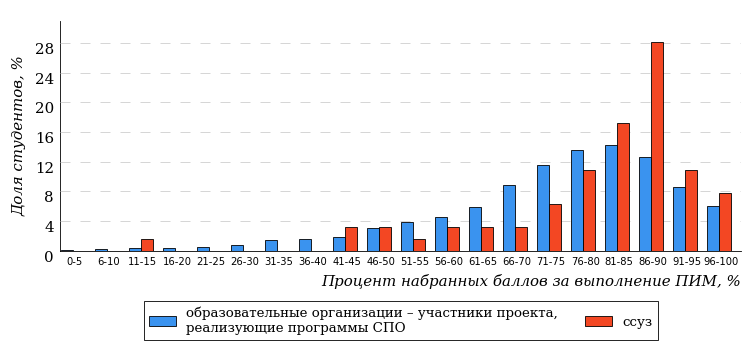 Доля студентов, %
28
24
20
16
12
8
4
0
0-5 6-10 11-15 16-20 21-25 26-30 31-35 36-40 41-45 46-50 51-55 56-60 61-65 66-70 71-75 76-80 81-85 86-90 91-95 96-100
Процент набранных баллов за выполнение ПИМ, %
образовательные организации – участники проекта,
реализующие программы СПО
ссуз